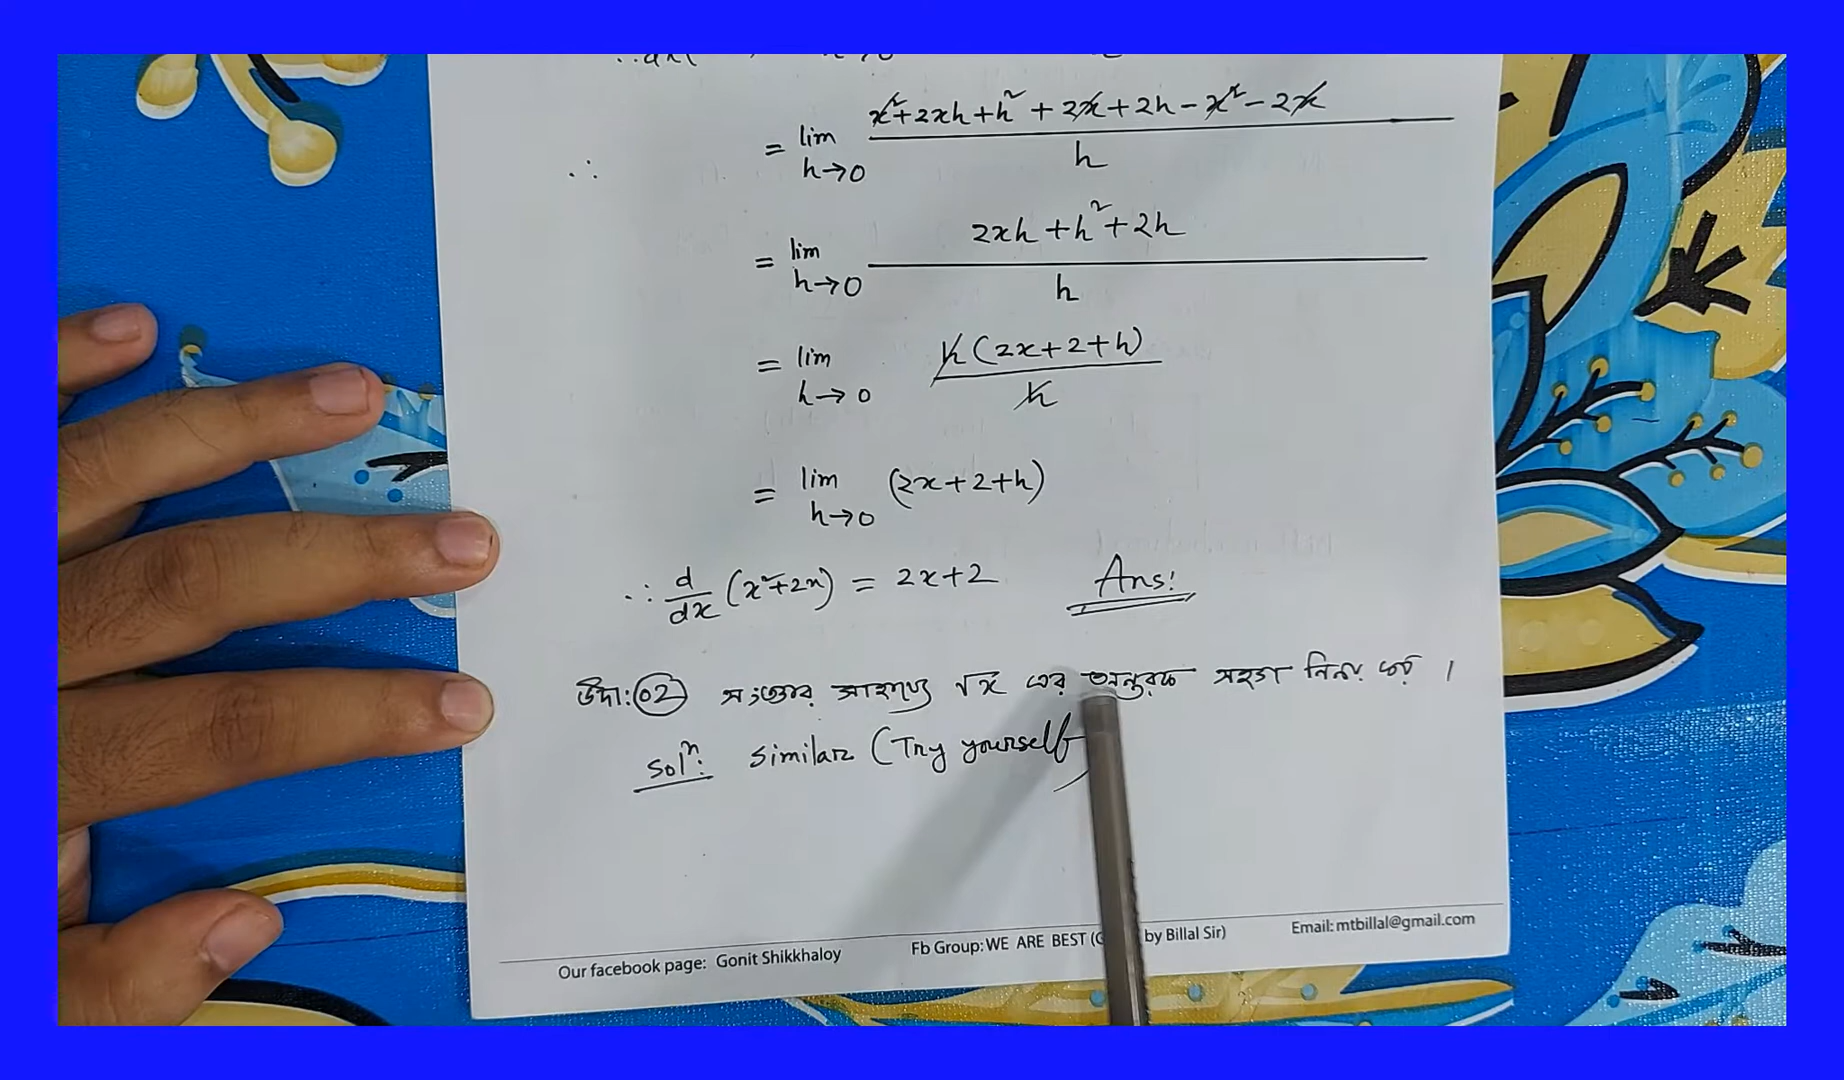 = lim h→0 (x²+2xh+h²+2x+2h-x²-2x)/h
∴
= lim h→0 (2xh+h²+2h)/h
= lim h→0 h(2x+2+h)/h
= lim h→0 (2x+2+h)
∴ d/dx (x²+2x) = 2x+2 Ans:
উদা: 02 সংজ্ঞার সাহায্যে √x এর অন্তরজ সহগ নির্ণয় কর ।
Solⁿ: Similar (Try yourself)
Our facebook page: Gonit Shikkhaloy Fb Group: WE ARE BEST ( by Billal Sir) Email: mtbillal@gmail.com